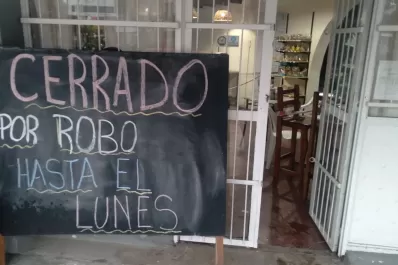 CERRADO
POR ROBO
HASTA EL
LUNES